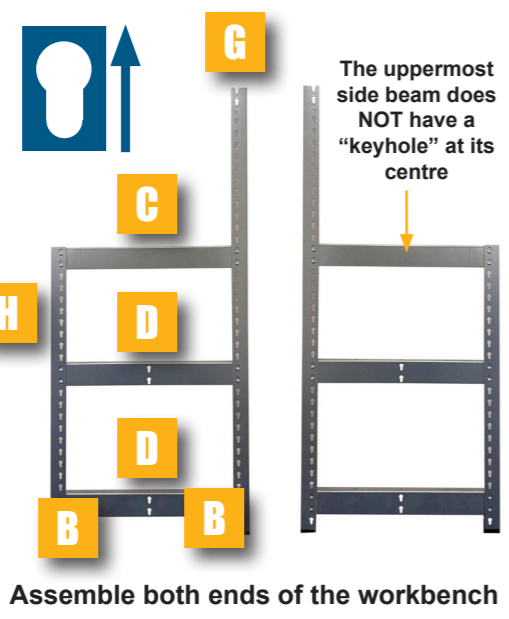 G
The uppermost
side beam does
NOT have a
“keyhole” at its
centre
C
H
D
D
B
B
Assemble both ends of the workbench